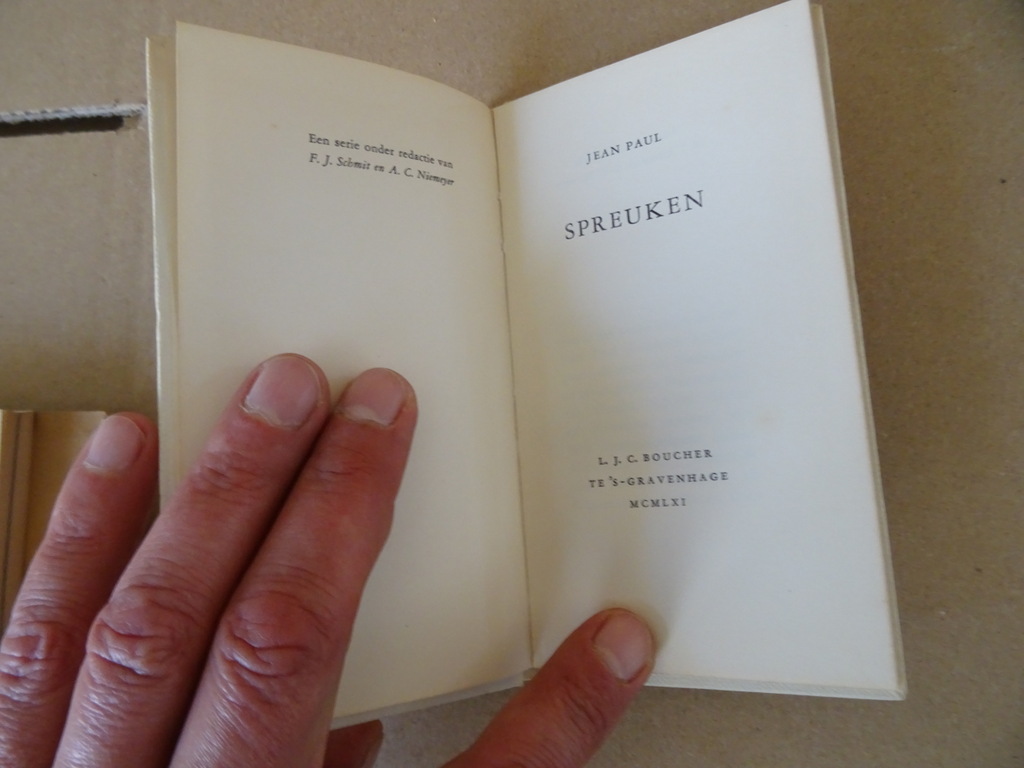 Een serie onder redactie van
F. J. Schmit en A. C. Niemeyer
JEAN PAUL
SPREUKEN
L. J. C. BOUCHER
TE 'S-GRAVENHAGE
MCMLXI